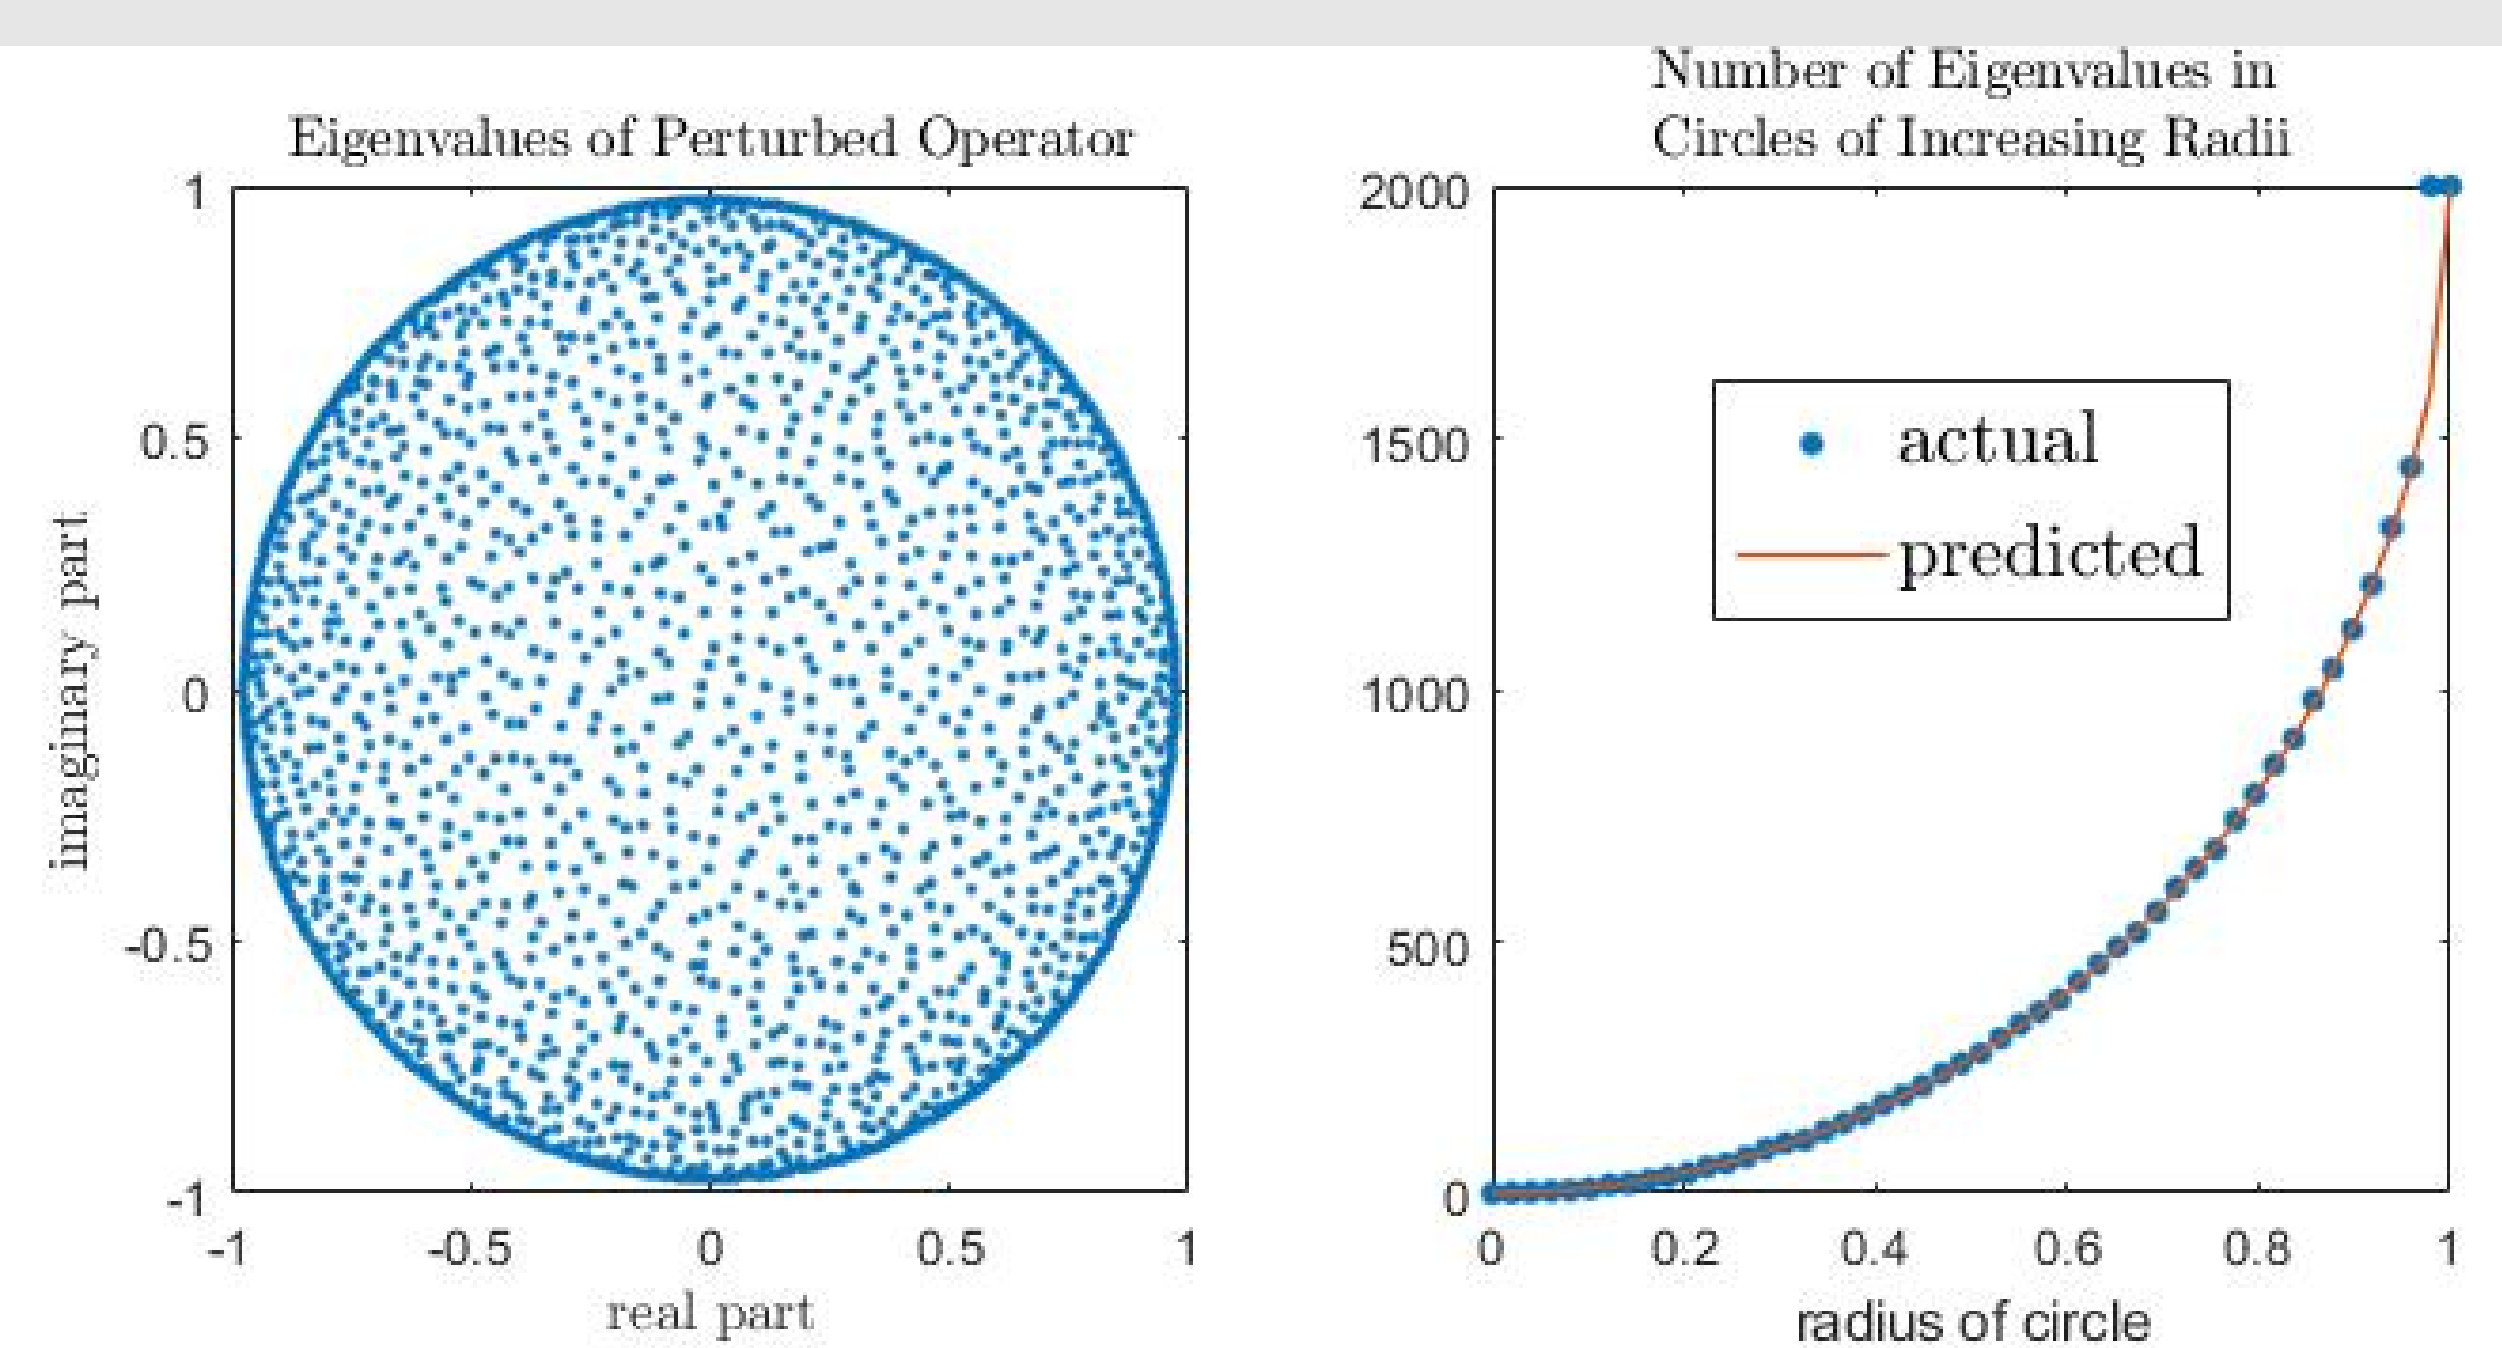 Eigenvalues of Perturbed Operator
1
0.5
0
-0.5
-1
-1 -0.5 0 0.5 1
imaginary part
real part
Number of Eigenvalues in
Circles of Increasing Radii
2000
1500
1000
500
0
0 0.2 0.4 0.6 0.8 1
radius of circle
actual
predicted